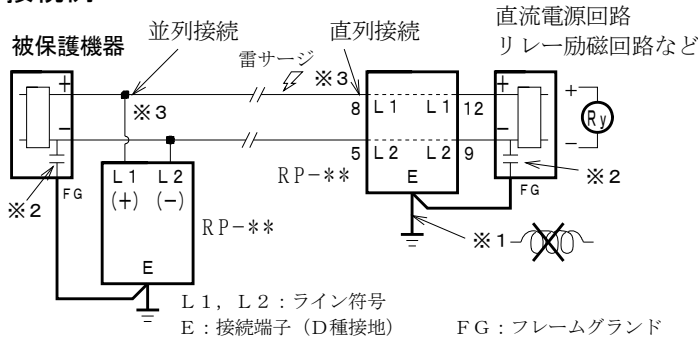 直流電源回路
並列接続
直列接続
リレー励磁回路など
被保護機器
雷サージ
※3
+
※3
8
L1
L1
12
+
+
Ry
−
5
L2
L2
9
−
−
L1
L2
RP-**
E
※2
※2
FG
(+)
(−)
FG
RP-**
※1
E
L1，L2：ライン符号
E：接続端子（D種接地）
FG：フレームグランド